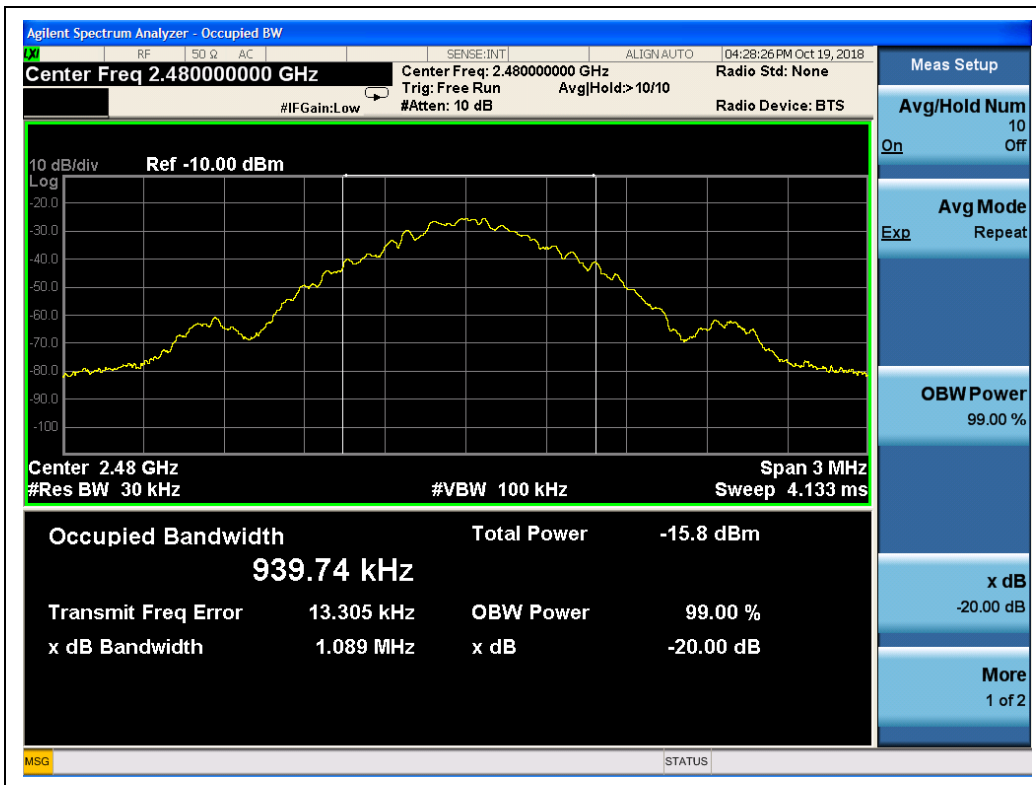 Agilent Spectrum Analyzer - Occupied BW
LXI RF 50 Ω AC SENSE:INT ALIGN AUTO 04:28:26 PM Oct 19, 2018
Center Freq 2.480000000 GHz
Center Freq: 2.480000000 GHz Radio Std: None
Trig: Free Run Avg|Hold:> 10/10
#IFGain:Low #Atten: 10 dB Radio Device: BTS
10 dB/div Ref -10.00 dBm
Log
-20.0
-30.0
-40.0
-50.0
-60.0
-70.0
-80.0
-90.0
-100
Center 2.48 GHz Span 3 MHz
#Res BW 30 kHz #VBW 100 kHz Sweep 4.133 ms
Occupied Bandwidth Total Power -15.8 dBm
939.74 kHz
Transmit Freq Error 13.305 kHz OBW Power 99.00 %
x dB Bandwidth 1.089 MHz x dB -20.00 dB
Meas Setup
Avg/Hold Num
10
On Off
Avg Mode
Exp Repeat
OBW Power
99.00 %
x dB
-20.00 dB
More
1 of 2
MSG STATUS